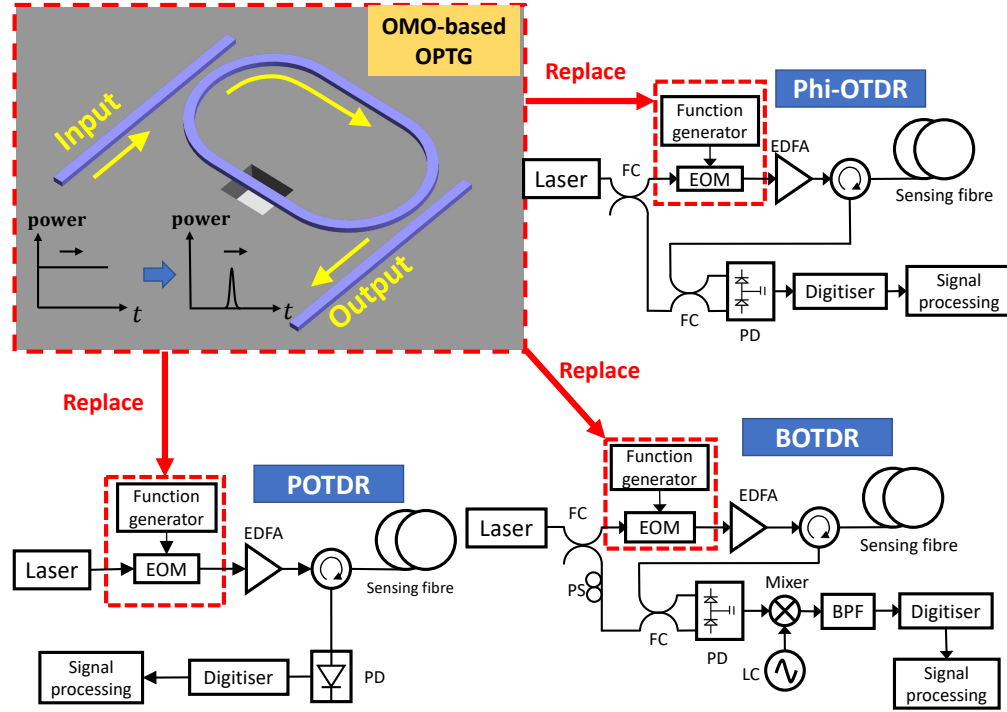 OMO-based
OPTG
Input
Output
power
t
power
t
Replace
Replace
Replace
Phi-OTDR
Function
generator
EDFA
Laser
FC
EOM
Sensing fibre
FC
PD
Digitiser
Signal
processing
POTDR
Function
generator
EDFA
Laser
EOM
Sensing fibre
Signal
processing
Digitiser
PD
BOTDR
Function
generator
EDFA
Laser
FC
EOM
Sensing fibre
PS
FC
PD
Mixer
LC
BPF
Digitiser
Signal
processing